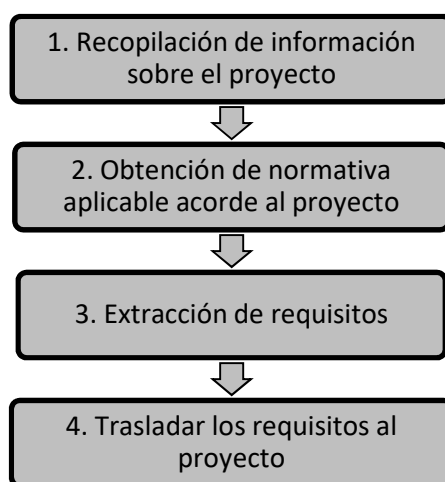 1. Recopilación de información
sobre el proyecto
2. Obtención de normativa
aplicable acorde al proyecto
3. Extracción de requisitos
4. Trasladar los requisitos al
proyecto